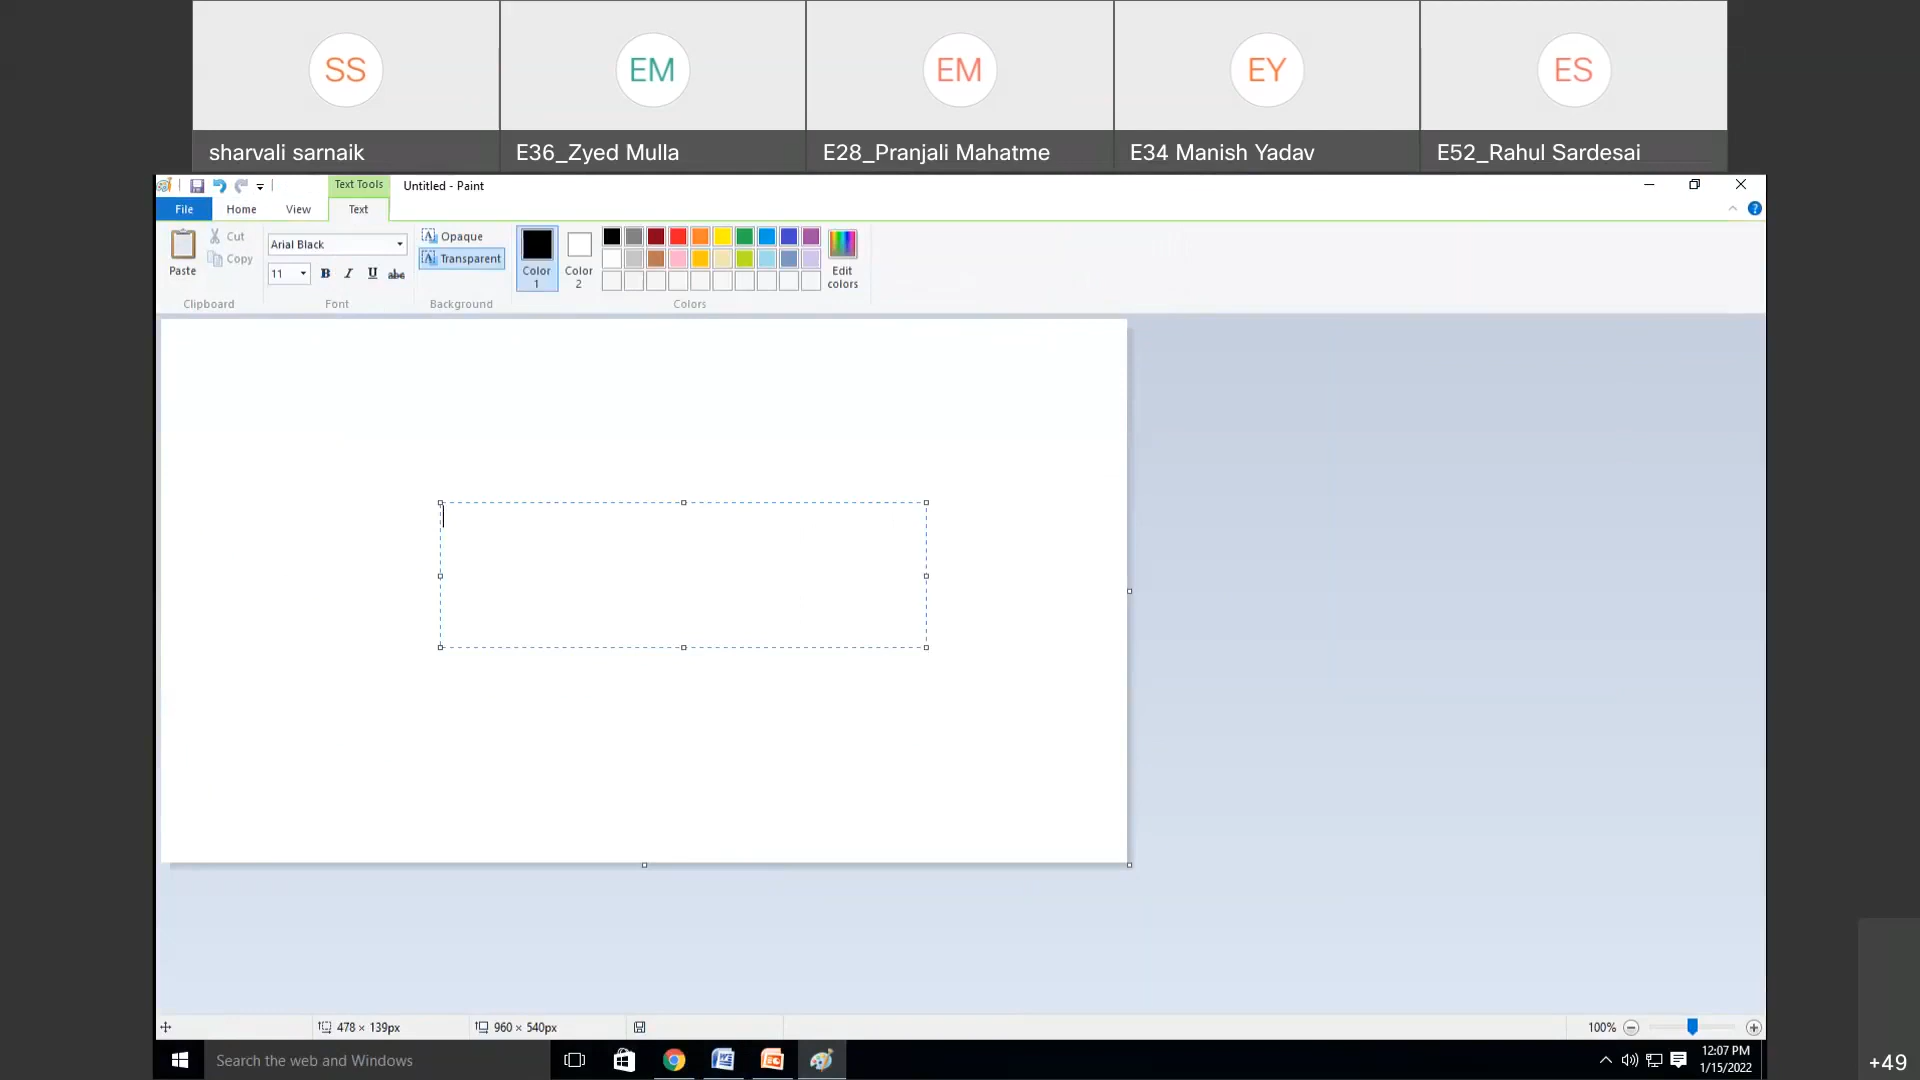 SS
EM
EM
EY
ES
sharvali sarnaik
E36_Zyed Mulla
E28_Pranjali Mahatme
E34 Manish Yadav
E52_Rahul Sardesai
Text Tools
Untitled - Paint
File
Home
View
Text
Paste
Cut
Copy
Clipboard
Arial Black
11
B I U abc
Font
Opaque
Transparent
Background
Color
1
Color
2
Edit
colors
Colors
478 × 139px
960 × 540px
100%
Search the web and Windows
12:07 PM
1/15/2022
+49